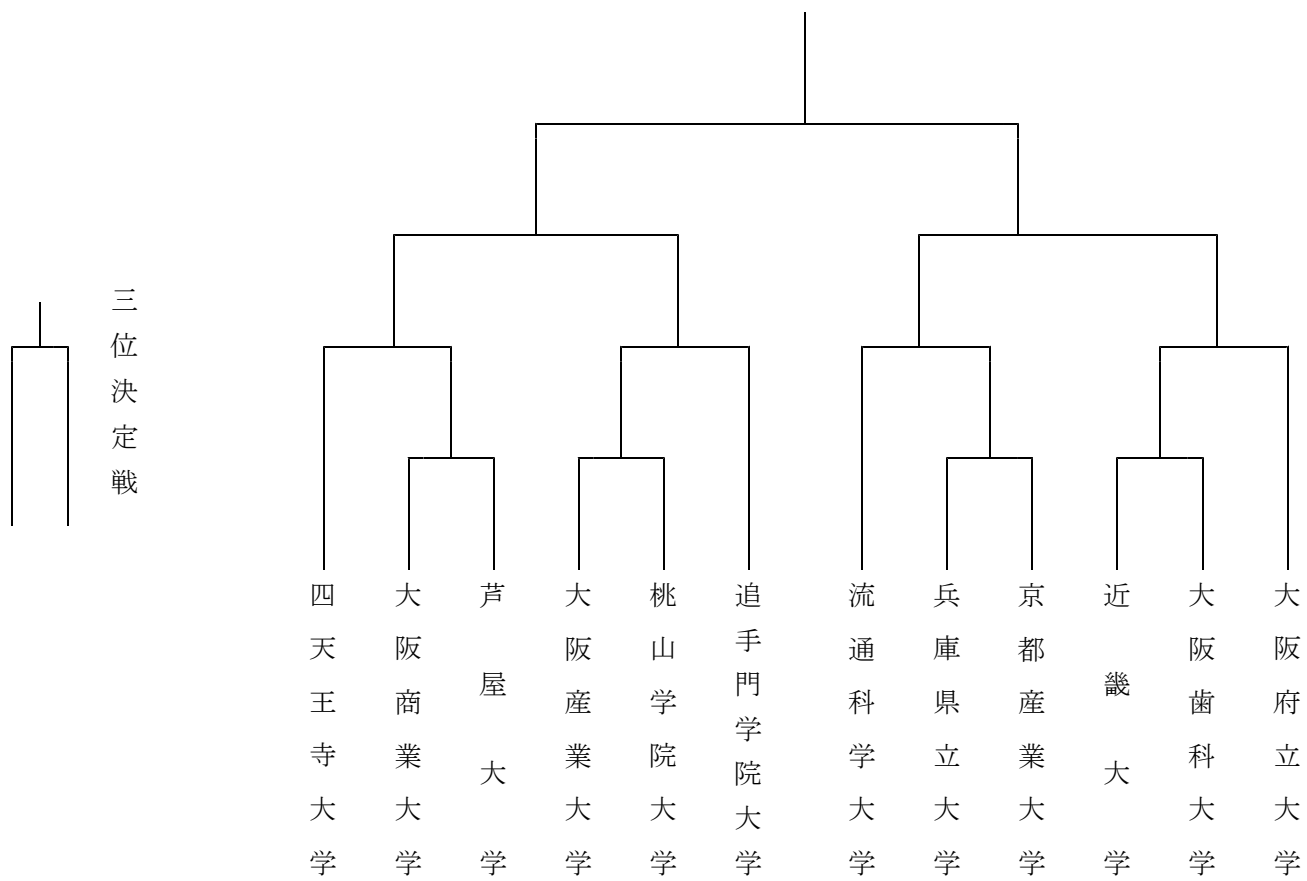 三位決定戦
四天王寺大学
大阪商業大学
芦屋大学
大阪産業大学
桃山学院大学
追手門学院大学
流通科学大学
兵庫県立大学
京都産業大学
近畿大学
大阪歯科大学
大阪府立大学